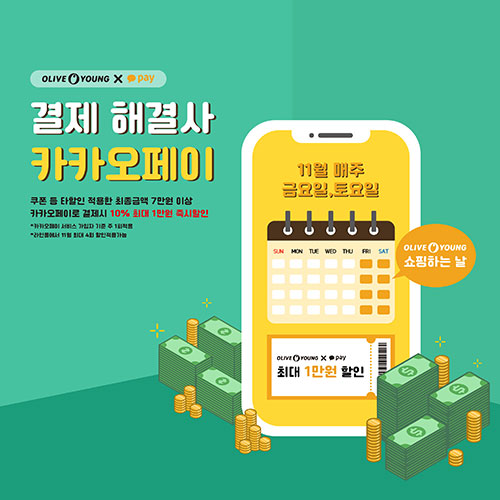 OLIVE YOUNG X pay
결제 해결사
카카오페이
쿠폰 등 타할인 적용한 최종금액 7만원 이상
카카오페이로 결제시 10% 최대 1만원 즉시할인
*카카오페이 서비스 가입자 기준 주 1회적용
*라인총에서 11월 최대 4회 할인적용가능
11월 매주
금요일,토요일
SUN MON TUE WED THU FRI SAT
OLIVE YOUNG
쇼핑하는 날
OLIVE YOUNG X pay
최대 1만원 할인